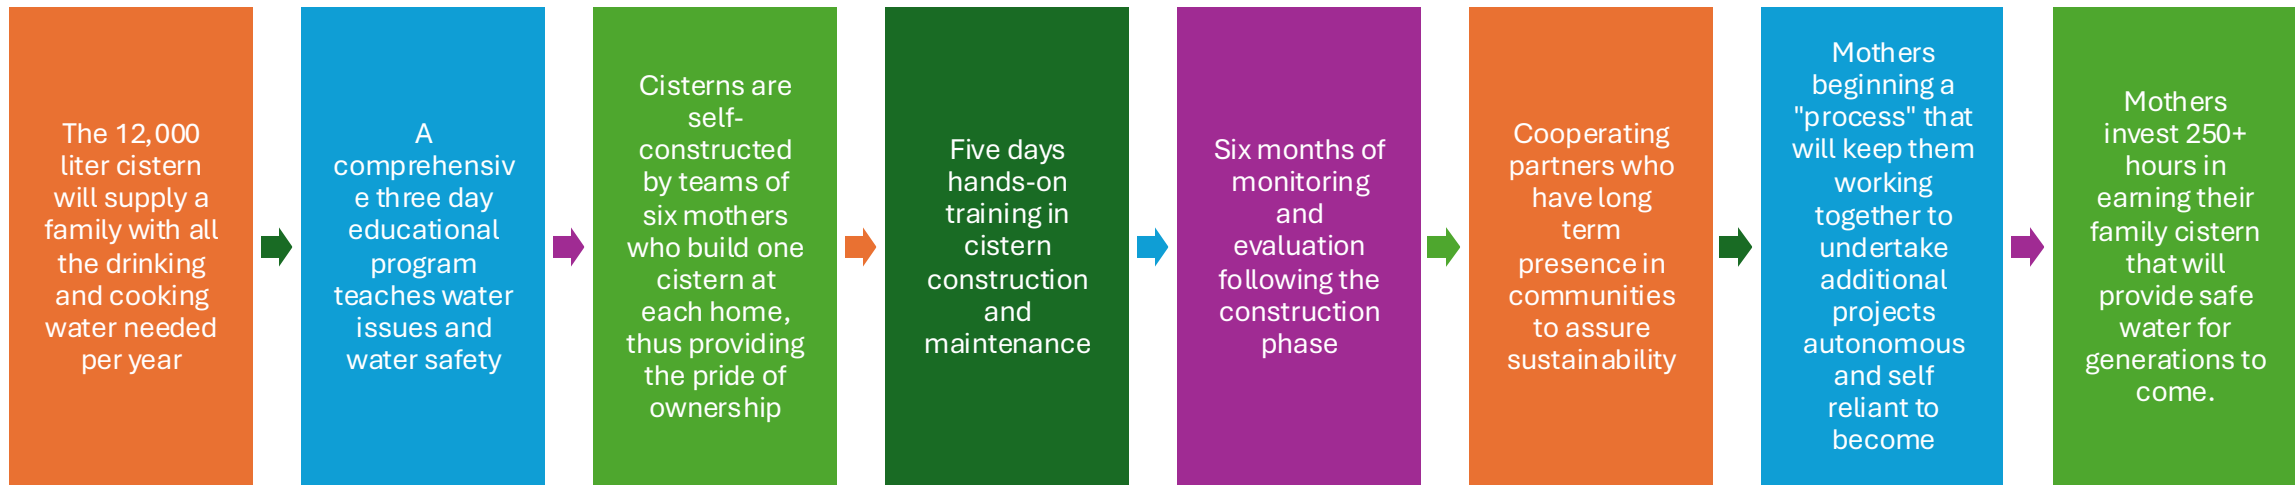 The 12,000
liter cistern
will supply a
family with all
the drinking
and cooking
water needed
per year
A
comprehensiv
e three day
educational
program
teaches water
issues and
water safety
Cisterns are
self-
constructed
by teams of
six mothers
who build one
cistern at
each home,
thus providing
the pride of
ownership
Five days
hands-on
training in
cistern
construction
and
maintenance
Six months of
monitoring
and
evaluation
following the
construction
phase
Cooperating
partners who
have long
term
presence in
communities
to assure
sustainability
Mothers
beginning a
"process" that
will keep them
working
together to
undertake
additional
projects
autonomous
and self
reliant to
become
Mothers
invest 250+
hours in
earning their
family cistern
that will
provide safe
water for
generations to
come.